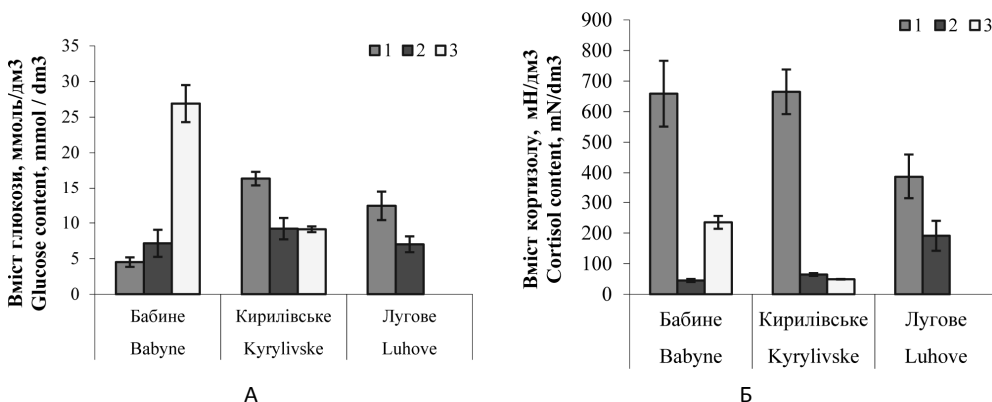 Вміст глюкози, ммоль/дм3
Glucose content, mmol / dm3
35
30
25
20
15
10
5
0
1 2 3
Бабине Кирилівське Лугове
Babyne Kyrylivske Luhove
А
Вміст кортизолу, мН/дм3
Cortisol content, mN/dm3
900
800
700
600
500
400
300
200
100
0
1 2 3
Бабине Кирилівське Лугове
Babyne Kyrylivske Luhove
Б